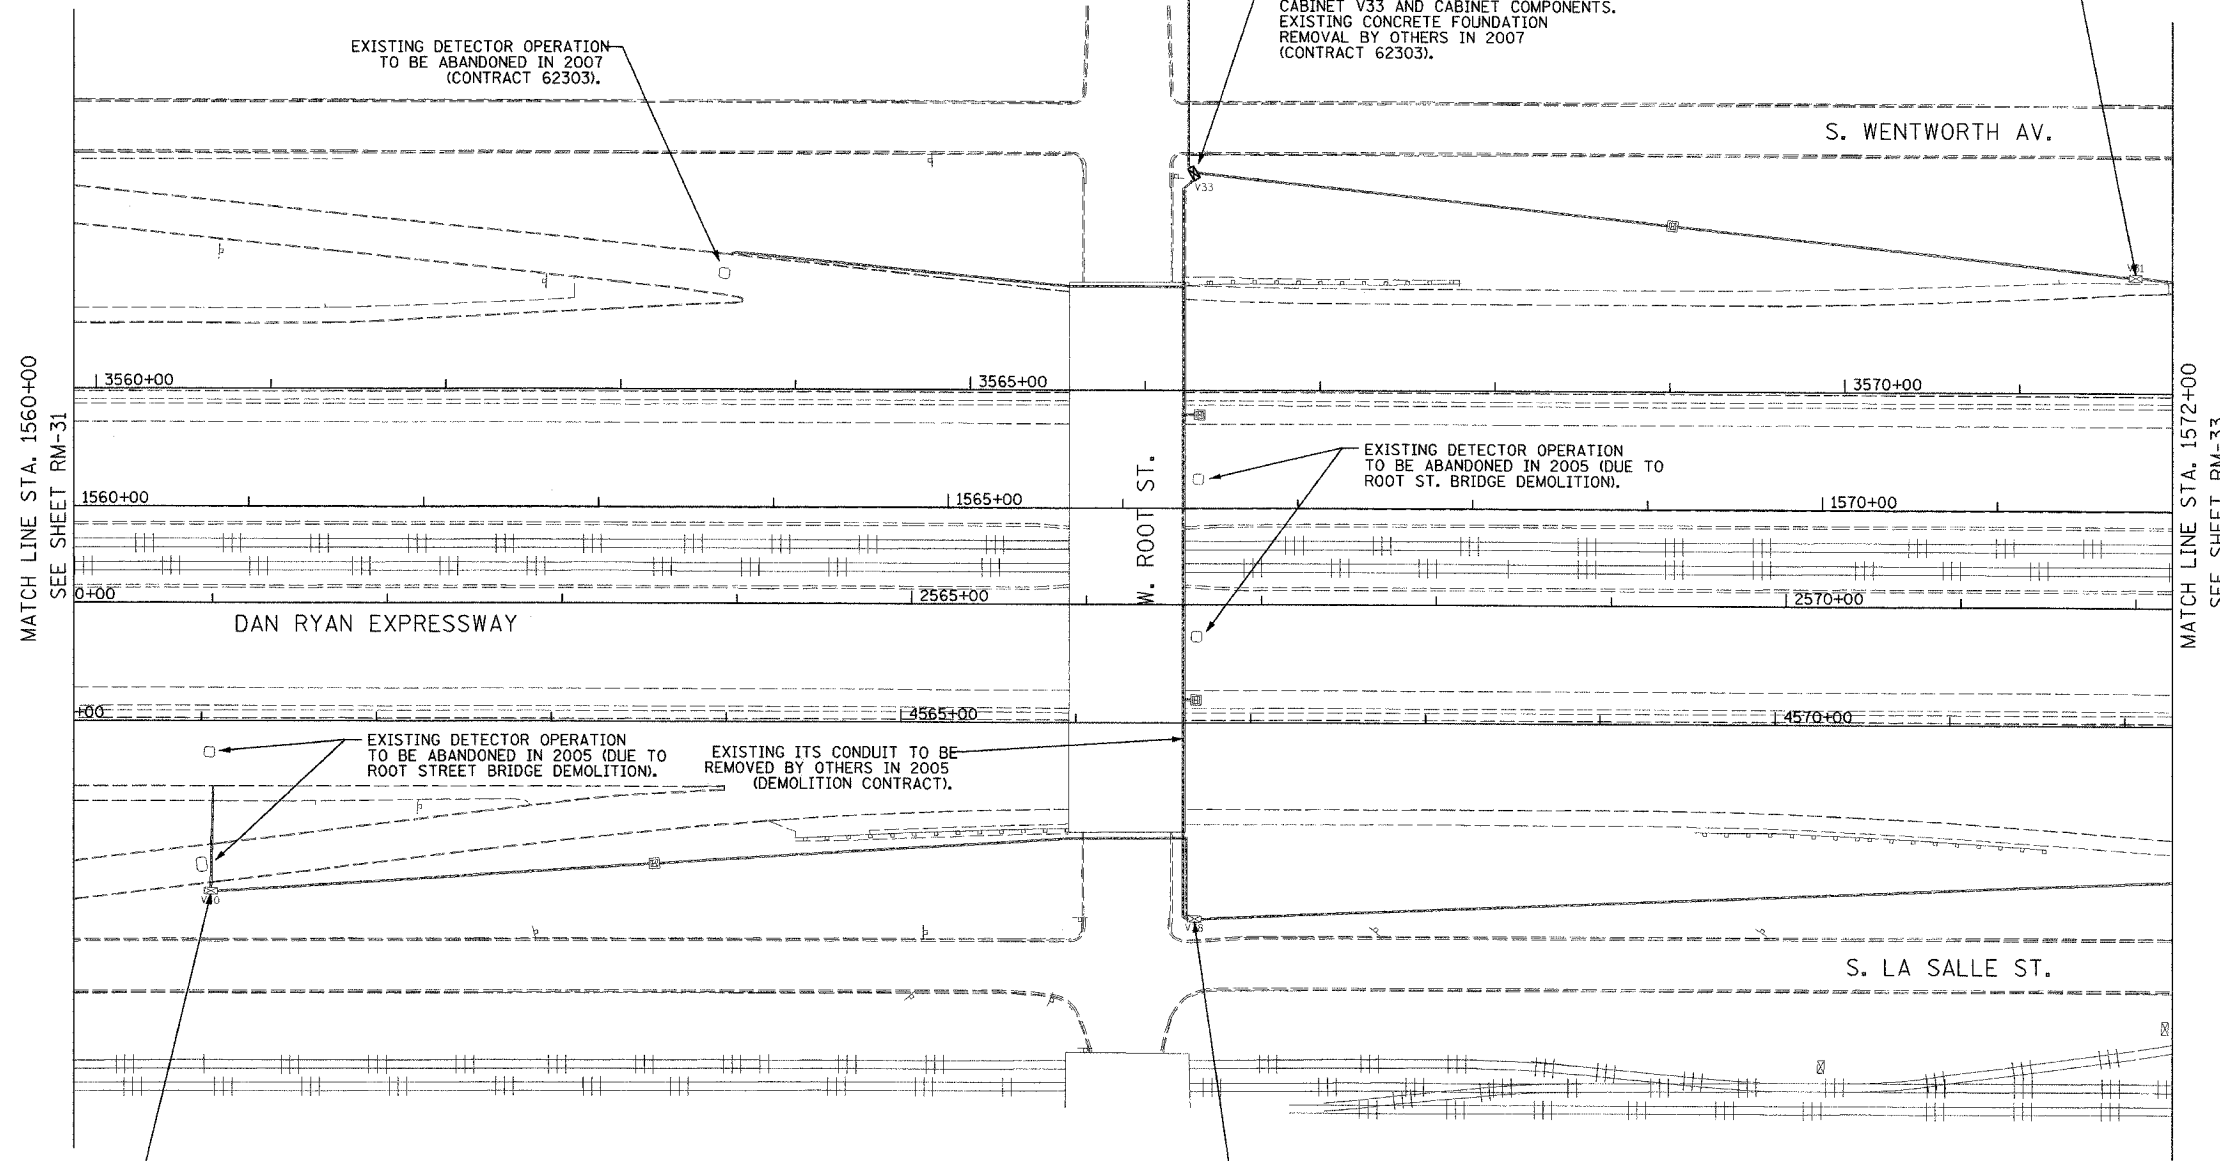 CABINET V33 AND CABINET COMPONENTS.
EXISTING CONCRETE FOUNDATION
REMOVAL BY OTHERS IN 2007
(CONTRACT 62303).
EXISTING DETECTOR OPERATION
TO BE ABANDONED IN 2007
(CONTRACT 62303).
S. WENTWORTH AV.
V33
3560+00
3565+00
3570+00
MATCH LINE STA. 1560+00
SEE SHEET RM-31
MATCH LINE STA. 1572+00
SEE SHEET RM-33
W. ROOT ST.
EXISTING DETECTOR OPERATION
TO BE ABANDONED IN 2005 (DUE TO
ROOT ST. BRIDGE DEMOLITION).
1560+00
1565+00
1570+00
0+00
2565+00
2570+00
DAN RYAN EXPRESSWAY
+00
4565+00
4570+00
EXISTING DETECTOR OPERATION
TO BE ABANDONED IN 2005 (DUE TO
ROOT STREET BRIDGE DEMOLITION).
EXISTING ITS CONDUIT TO BE
REMOVED BY OTHERS IN 2005
(DEMOLITION CONTRACT).
S. LA SALLE ST.